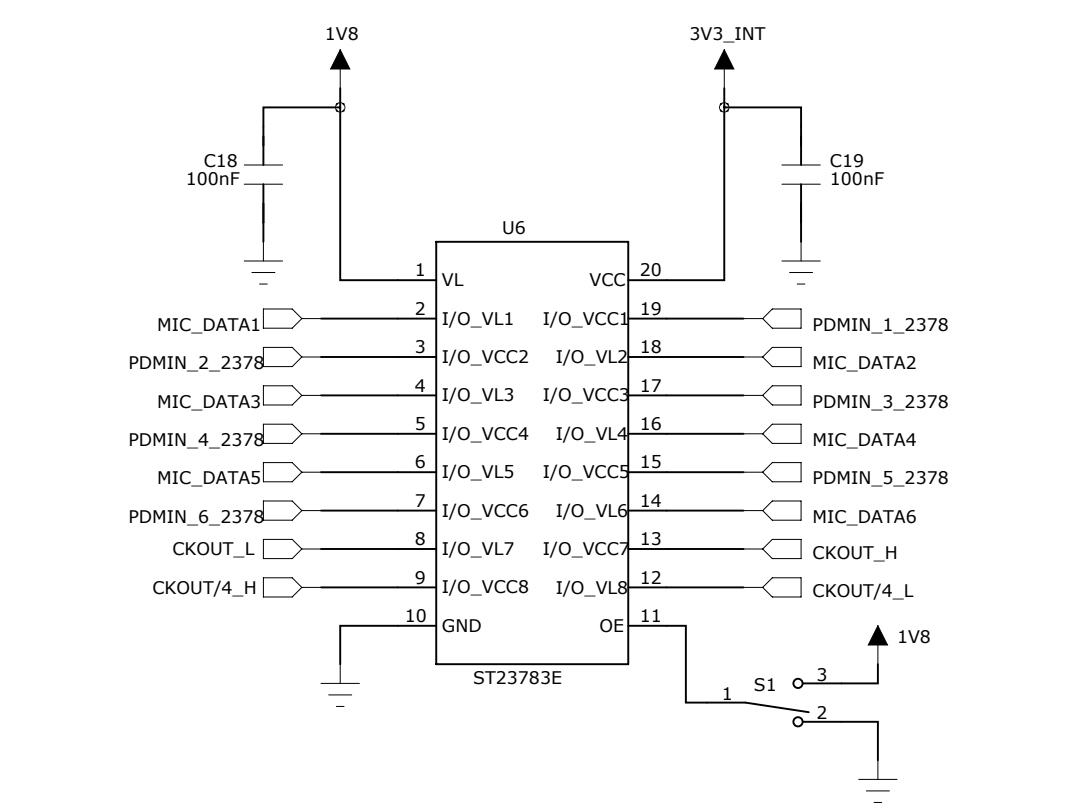 1V8
3V3_INT
C18
100nF
C19
100nF
U6
1 VL VCC 20
MIC_DATA1 2 I/O_VL1 I/O_VCC1 19 PDMIN_1_2378
PDMIN_2_2378 3 I/O_VCC2 I/O_VL2 18 MIC_DATA2
MIC_DATA3 4 I/O_VL3 I/O_VCC3 17 PDMIN_3_2378
PDMIN_4_2378 5 I/O_VCC4 I/O_VL4 16 MIC_DATA4
MIC_DATA5 6 I/O_VL5 I/O_VCC5 15 PDMIN_5_2378
PDMIN_6_2378 7 I/O_VCC6 I/O_VL6 14 MIC_DATA6
CKOUT_L 8 I/O_VL7 I/O_VCC7 13 CKOUT_H
CKOUT/4_H 9 I/O_VCC8 I/O_VL8 12 CKOUT/4_L
10 GND OE 11
ST23783E
1V8
S1
3
1
2